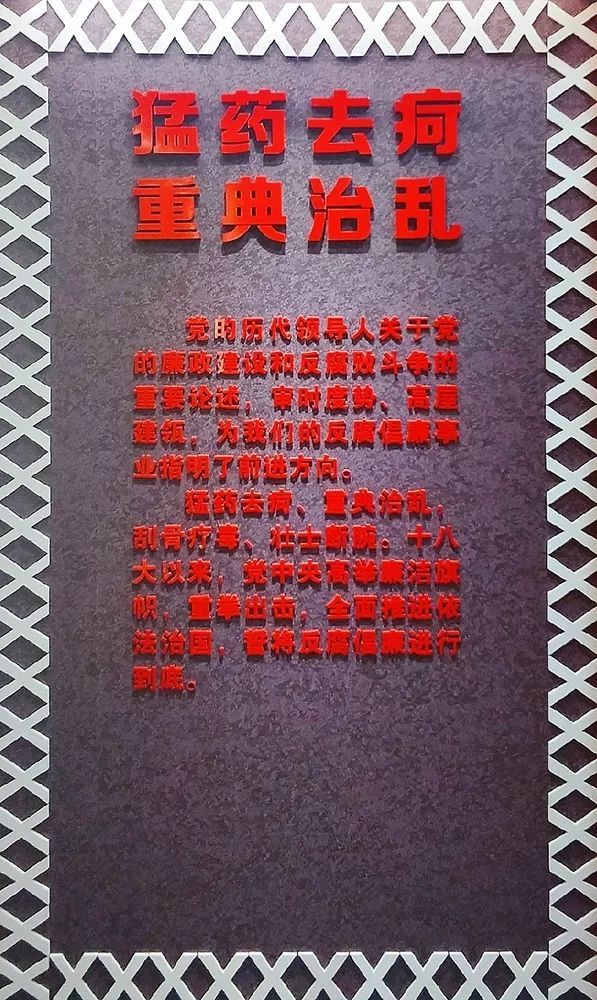 猛药去疴
重典治乱
党的历代领导人关于党
的廉政建设和反腐败斗争的
重要论述，审时度势、高屋
建瓴，为我们的反腐倡廉事
业指明了前进方向。
猛药去疴、重典治乱，
刮骨疗毒、壮士断腕。十八
大以来，党中央高举廉洁旗
帜，重拳出击，全面推进依
法治国，誓将反腐倡廉进行
到底。